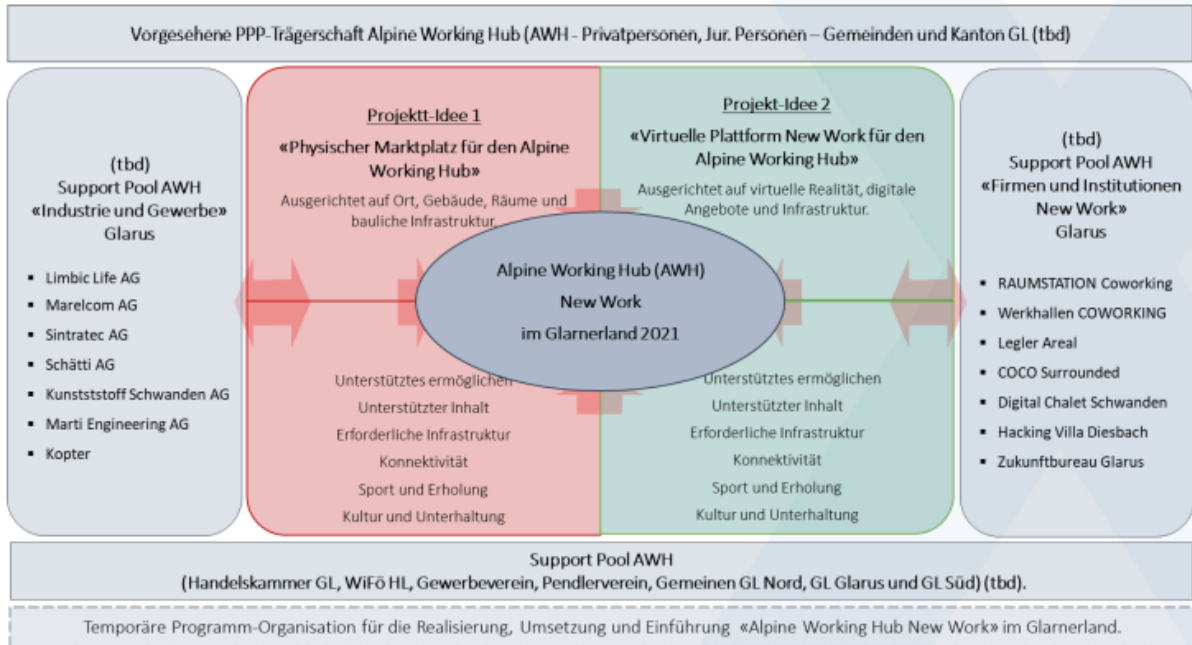 Vorgesehene PPP-Trägerschaft Alpine Working Hub (AWH - Privatpersonen, Jur. Personen – Gemeinden und Kanton GL (tbd)
(tbd)
Support Pool AWH
«Industrie und Gewerbe»
Glarus
▪ Limbic Life AG
▪ Marelcom AG
▪ Sintratec AG
▪ Schätti AG
▪ Kunststoff Schwanden AG
▪ Marti Engineering AG
▪ Kopter
Projektt-Idee 1
«Physischer Marktplatz für den Alpine
Working Hub»
Ausgerichtet auf Ort, Gebäude, Räume und
bauliche Infrastruktur.
Projekt-Idee 2
«Virtuelle Plattform New Work für den
Alpine Working Hub»
Ausgerichtet auf virtuelle Realität, digitale
Angebote und Infrastruktur.
Alpine Working Hub (AWH)
New Work
im Glarnerland 2021
Unterstütztes ermöglichen
Unterstützter Inhalt
Erforderliche Infrastruktur
Konnektivität
Sport und Erholung
Kultur und Unterhaltung
Unterstütztes ermöglichen
Unterstützter Inhalt
Erforderliche Infrastruktur
Konnektivität
Sport und Erholung
Kultur und Unterhaltung
(tbd)
Support Pool AWH
«Firmen und Institutionen
New Work»
Glarus
▪ RAUMSTATION Coworking
▪ Werkhallen COWORKING
▪ Legler Areal
▪ COCO Surrounded
▪ Digital Chalet Schwanden
▪ Hacking Villa Diesbach
▪ Zukunftbureau Glarus
Support Pool AWH
(Handelskammer GL, WiFö HL, Gewerbeverein, Pendlerverein, Gemeinen GL Nord, GL Glarus und GL Süd) (tbd).
Temporäre Programm-Organisation für die Realisierung, Umsetzung und Einführung «Alpine Working Hub New Work» im Glarnerland.